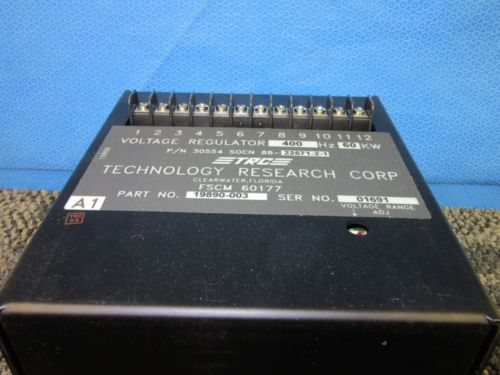 1 2 3 4 5 6 7 8 9 10 11 12
VOLTAGE REGULATOR 400 Hz 60 KW
P/N 30554 SOCN 88-22671-2-1
TRC
TECHNOLOGY RESEARCH CORP
CLEARWATER, FLORIDA
FSCM 60177
PART NO. 19890-003 SER NO. 01691
A1
VOLTAGE RANGE
ADJ